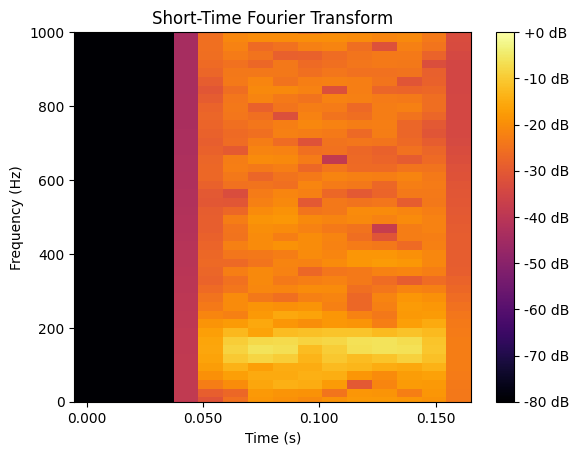 Short-Time Fourier Transform
1000
800
600
400
200
0
Frequency (Hz)
0.000
0.050
0.100
0.150
Time (s)
+0 dB
-10 dB
-20 dB
-30 dB
-40 dB
-50 dB
-60 dB
-70 dB
-80 dB